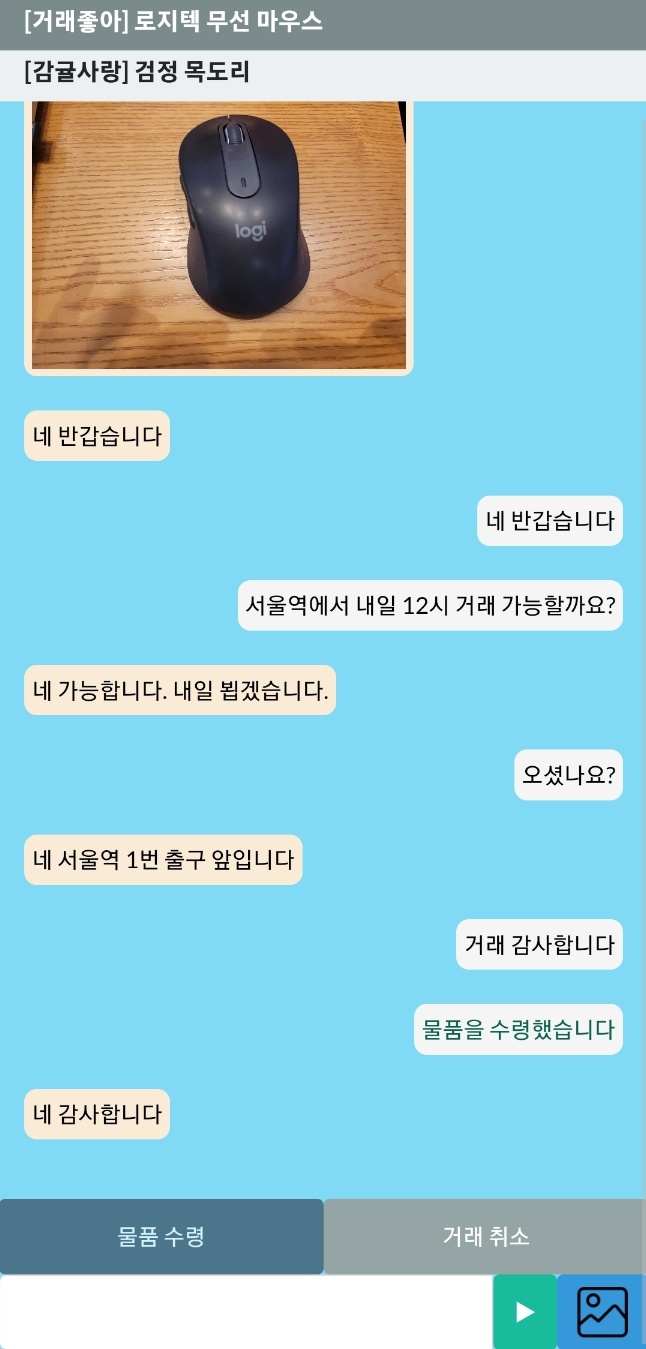 [거래좋아] 로지텍 무선 마우스
[감귤사랑] 검정 목도리
logi
네 반갑습니다
네 반갑습니다
서울역에서 내일 12시 거래 가능할까요?
네 가능합니다. 내일 뵙겠습니다.
오셨나요?
네 서울역 1번 출구 앞입니다
거래 감사합니다
물품을 수령했습니다
네 감사합니다
물품 수령
거래 취소